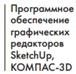 Программное
обеспечение
графических
редакторов
SketchUp,
КОМПАС-3D